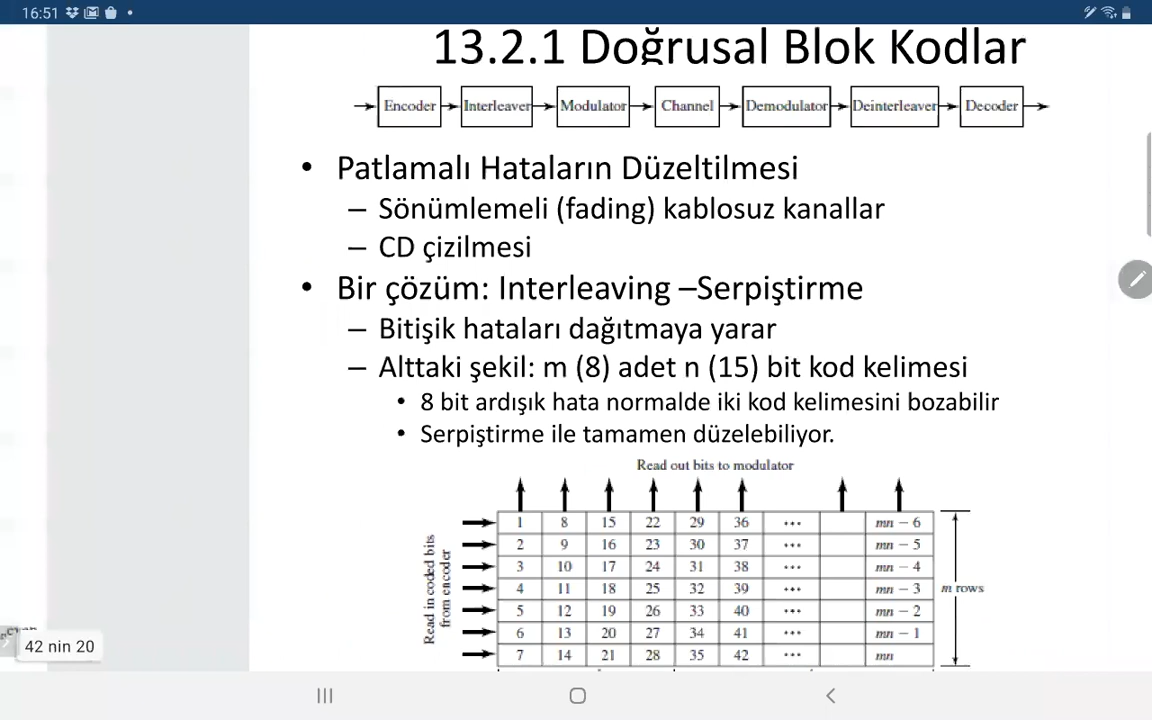 16:51
13.2.1 Doğrusal Blok Kodlar
Encoder Interleaver Modulator Channel Demodulator Deinterleaver Decoder
• Patlamalı Hataların Düzeltilmesi
– Sönümlemeli (fading) kablosuz kanallar
– CD çizilmesi
• Bir çözüm: Interleaving –Serpiştirme
– Bitişik hataları dağıtmaya yarar
– Alttaki şekil: m (8) adet n (15) bit kod kelimesi
• 8 bit ardışık hata normalde iki kod kelimesini bozabilir
• Serpiştirme ile tamamen düzelebiliyor.
Read out bits to modulator
Read in coded bits
from encoder
1 8 15 22 29 36 ••• mn – 6
2 9 16 23 30 37 ••• mn – 5
3 10 17 24 31 38 ••• mn – 4
4 11 18 25 32 39 ••• mn – 3
5 12 19 26 33 40 ••• mn – 2
6 13 20 27 34 41 ••• mn – 1
7 14 21 28 35 42 ••• mn
m rows
42 nin 20